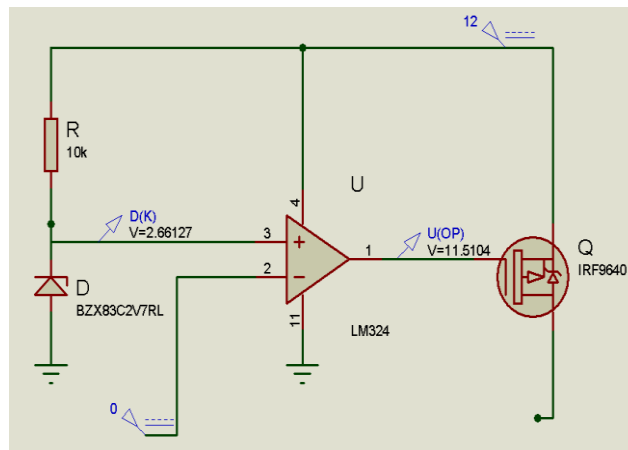 12
R
10k
D(K)
V=2.66127
U
4
3
2
1
11
U(OP)
V=11.5104
Q
IRF9640
D
BZX83C2V7RL
LM324
0